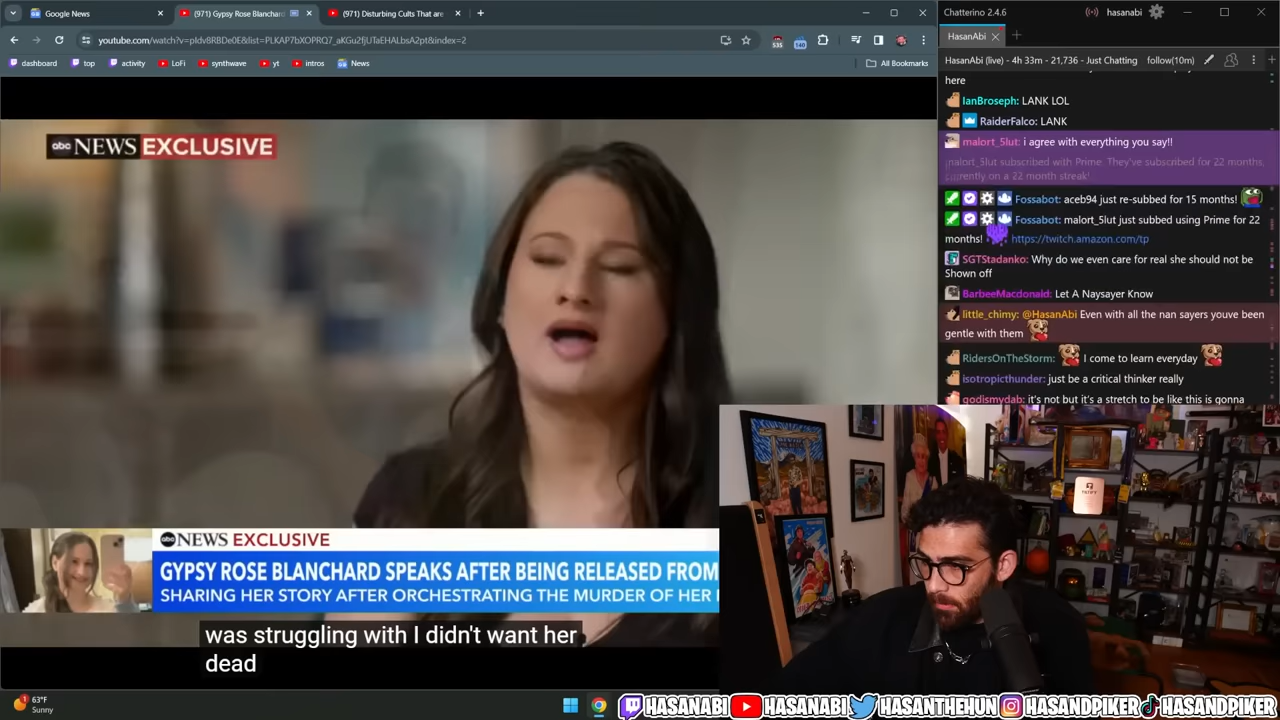 Google News
(971) Gypsy Rose Blanchard
(971) Disturbing Cults That are
youtube.com/watch?v=pIdv8RBDe0E&list=PLKAP7bXOPRQ7_aKGu2fjUTaEHALbsA2pt&index=2
dashboard
top
activity
LoFi
synthwave
yt
intros
News
All Bookmarks
abc NEWS EXCLUSIVE
abc NEWS EXCLUSIVE
GYPSY ROSE BLANCHARD SPEAKS AFTER BEING RELEASED FROM
SHARING HER STORY AFTER ORCHESTRATING THE MURDER OF HER
was struggling with I didn't want her
dead
Chatterino 2.4.6
hasanabi
HasanAbi
HasanAbi (live) - 4h 33m - 21,736 - Just Chatting
follow(10m)
here
IanBroseph: LANK LOL
RaiderFalco: LANK
malort_5lut: i agree with everything you say!!
malort_5lut subscribed with Prime. They've subscribed for 22 months,
currently on a 22 month streak!
Fossabot: aceb94 just re-subbed for 15 months!
Fossabot: malort_5lut just subbed using Prime for 22
months! https://twitch.amazon.com/tp
SGTStadanko: Why do we even care for real she should not be
Shown off
BarbeeMacdonald: Let A Naysayer Know
little_chimy: @HasanAbi Even with all the nan sayers youve been
gentle with them
RidersOnTheStorm: I come to learn everyday
isotropicthunder: just be a critical thinker really
godismydab: it's not but it's a stretch to be like this is gonna
63°F
Sunny
HASANABI
HASANABI
HASANTHEHUN
HASANDPIKER
HASANDPIKER